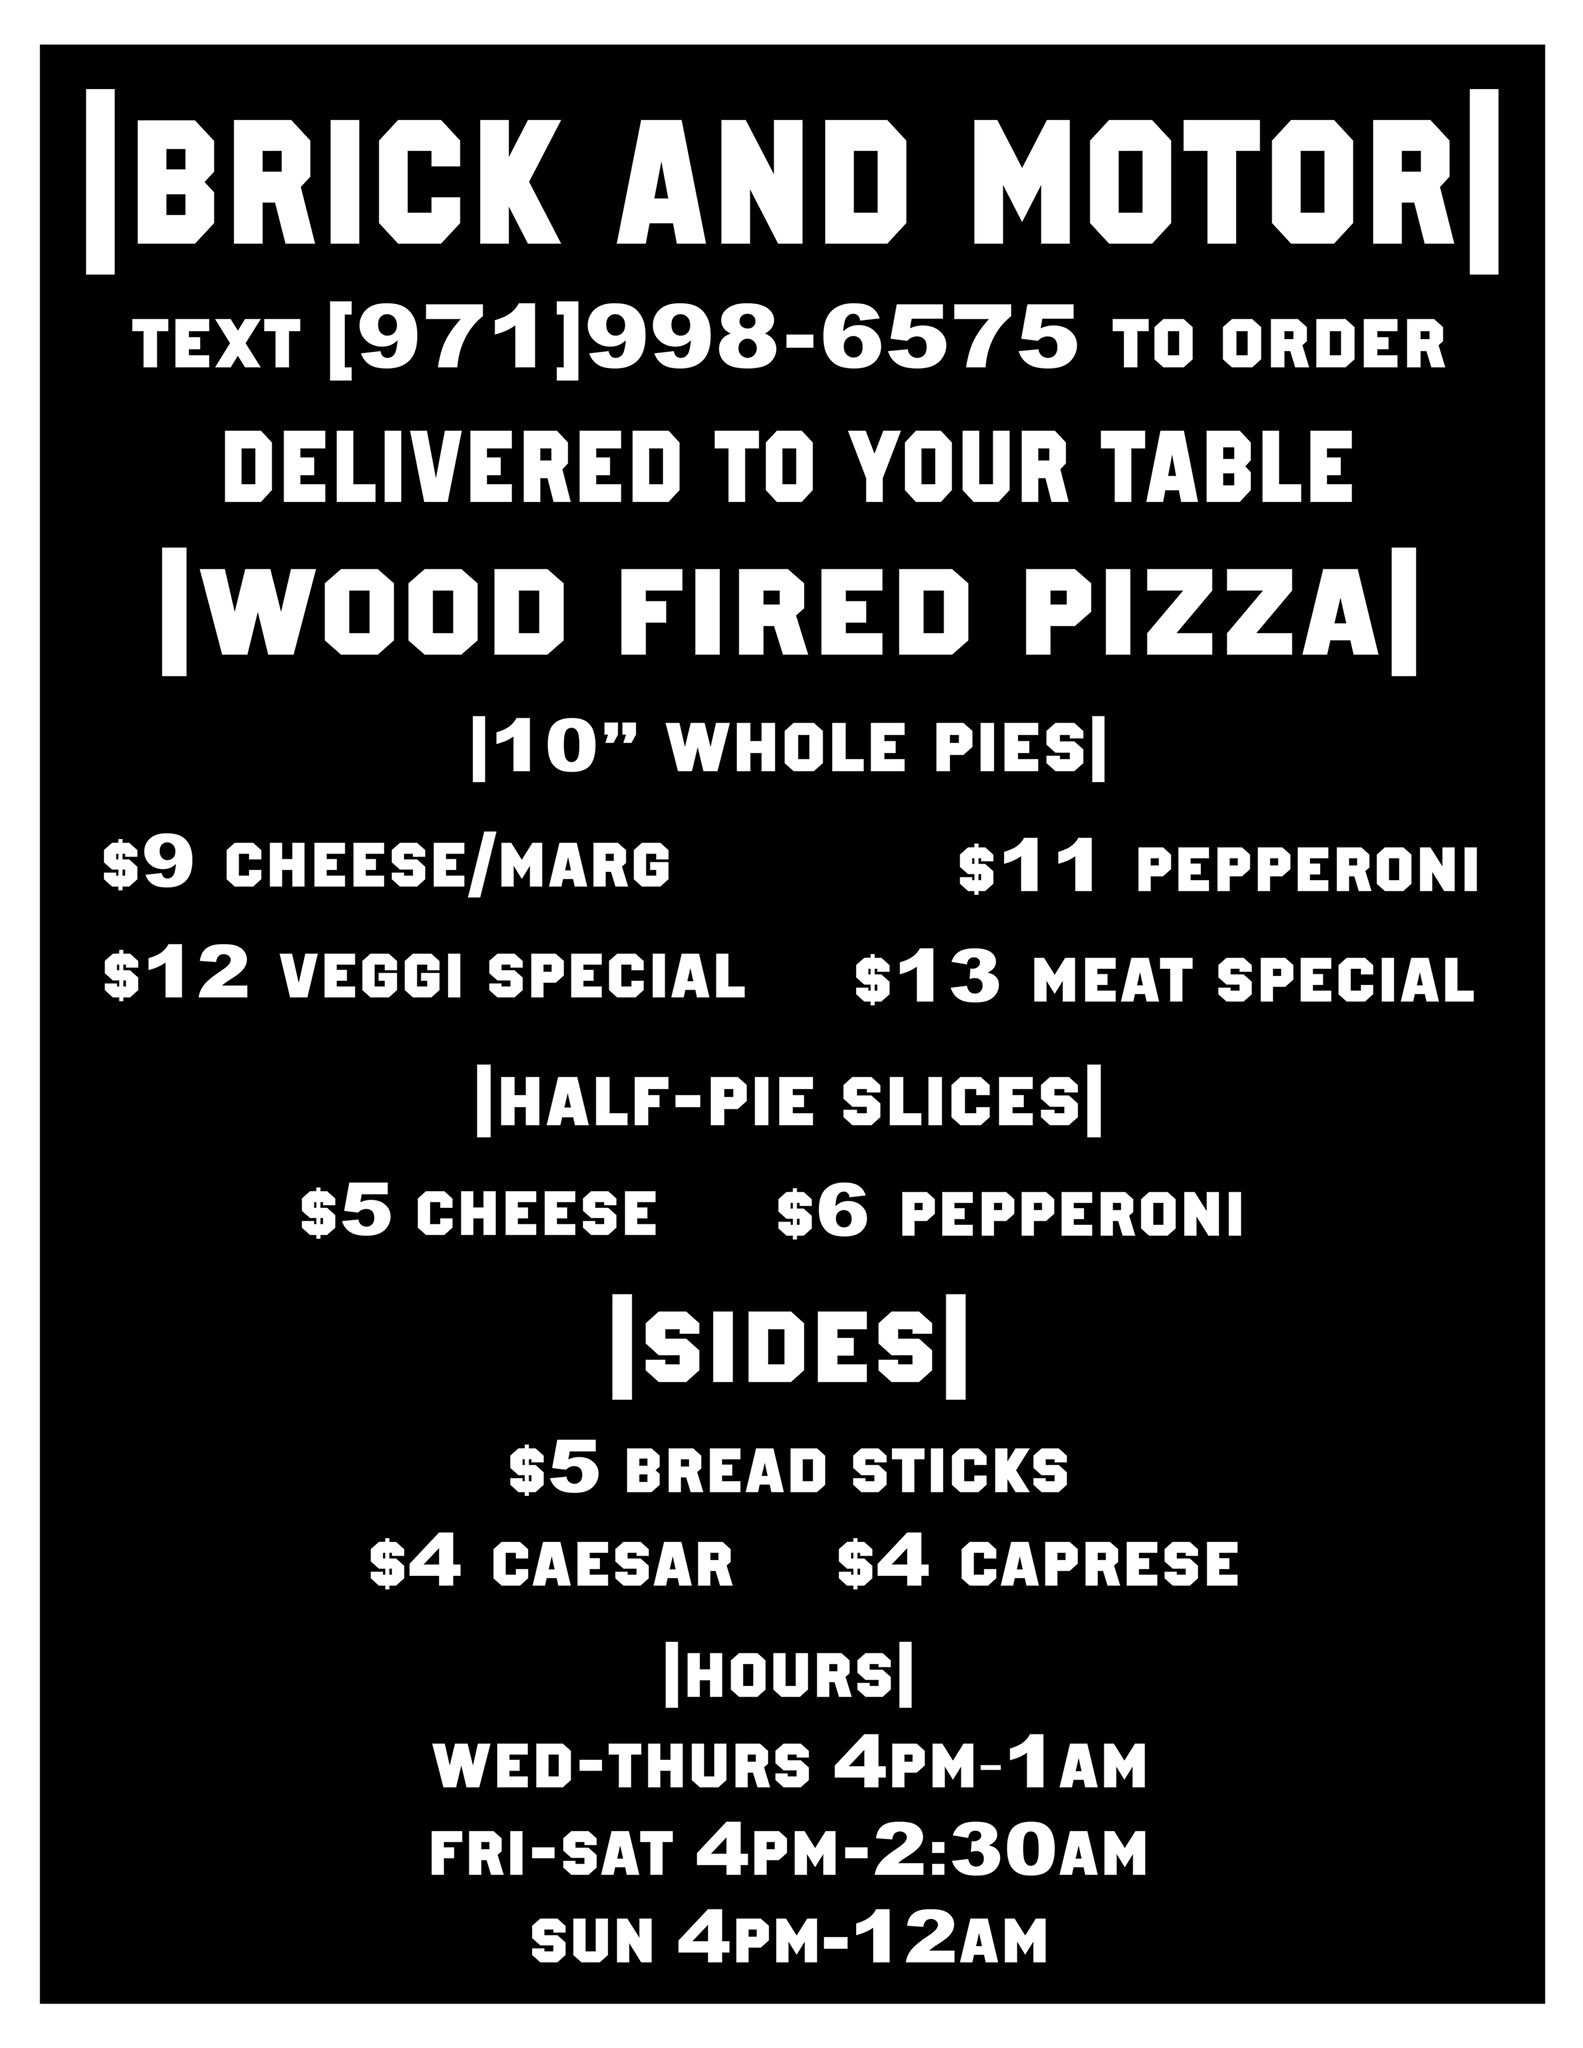 |BRICK AND MOTOR|
TEXT [971]998-6575 TO ORDER
DELIVERED TO YOUR TABLE
|WOOD FIRED PIZZA|
|10” WHOLE PIES|
$9 CHEESE/MARG $11 PEPPERONI
$12 VEGGI SPECIAL $13 MEAT SPECIAL
|HALF-PIE SLICES|
$5 CHEESE $6 PEPPERONI
|SIDES|
$5 BREAD STICKS
$4 CAESAR $4 CAPRESE
|HOURS|
WED-THURS 4PM-1AM
FRI-SAT 4PM-2:30AM
SUN 4PM-12AM